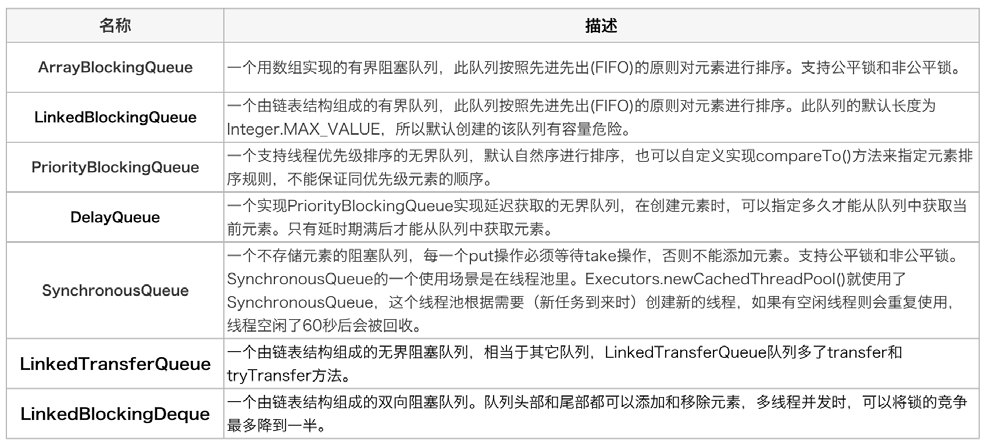 名称 描述
ArrayBlockingQueue 一个用数组实现的有界阻塞队列，此队列按照先进先出(FIFO)的原则对元素进行排序。支持公平锁和非公平锁。
LinkedBlockingQueue 一个由链表结构组成的有界队列，此队列按照先进先出(FIFO)的原则对元素进行排序。此队列的默认长度为
Integer.MAX_VALUE，所以默认创建的该队列有容量危险。
PriorityBlockingQueue 一个支持线程优先级排序的无界队列，默认自然序进行排序，也可以自定义实现compareTo()方法来指定元素排
序规则，不能保证同优先级元素的顺序。
DelayQueue 一个实现PriorityBlockingQueue实现延迟获取的无界队列，在创建元素时，可以指定多久才能从队列中获取当
前元素。只有延时期满后才能从队列中获取元素。
SynchronousQueue 一个不存储元素的阻塞队列，每一个put操作必须等待take操作，否则不能添加元素。支持公平锁和非公平锁。
SynchronousQueue的一个使用场景是在线程池里。Executors.newCachedThreadPool()就使用了
SynchronousQueue，这个线程池根据需要（新任务到来时）创建新的线程，如果有空闲线程则会重复使用，
线程空闲了60秒后会被回收。
LinkedTransferQueue 一个由链表结构组成的无界阻塞队列，相当于其它队列，LinkedTransferQueue队列多了transfer和
tryTransfer方法。
LinkedBlockingDeque 一个由链表结构组成的双向阻塞队列。队列头部和尾部都可以添加和移除元素，多线程并发时，可以将锁的竞争
最多降到一半。